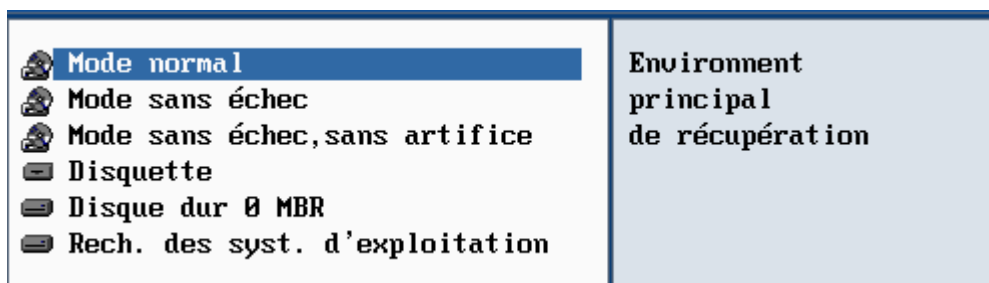 Mode normal
Mode sans échec
Mode sans échec,sans artifice
Disquette
Disque dur 0 MBR
Rech. des syst. d'exploitation
Environnent
principal
de récupération